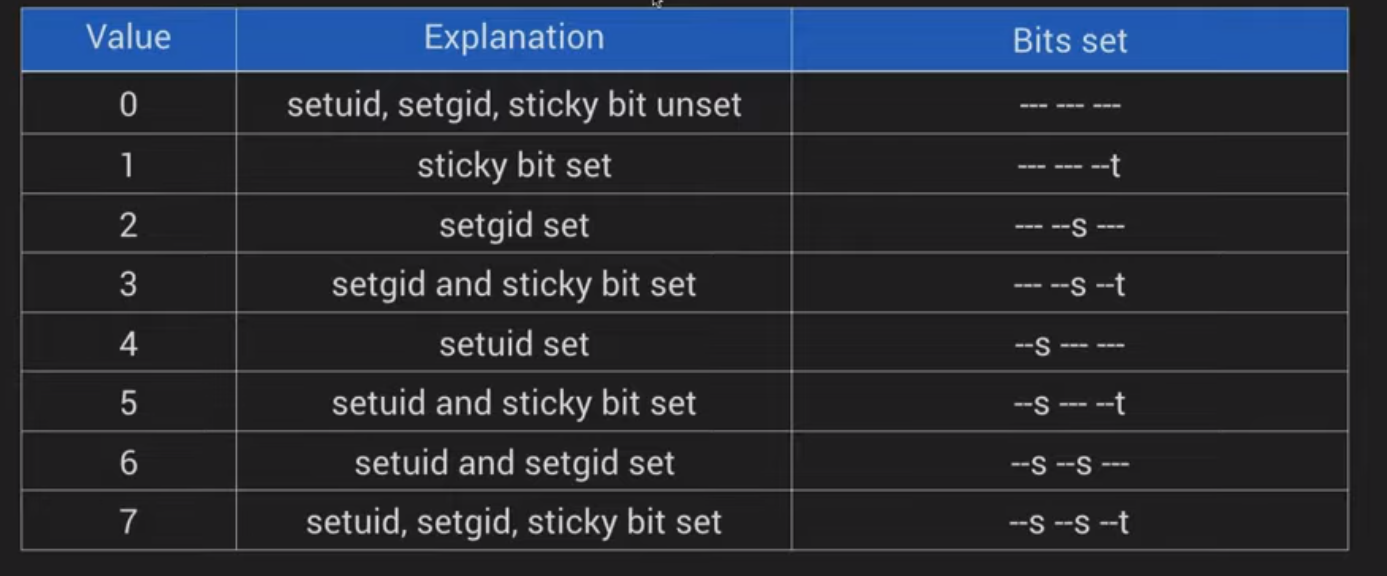 Value Explanation Bits set
0 setuid, setgid, sticky bit unset --- --- ---
1 sticky bit set --- --- --t
2 setgid set --- --s ---
3 setgid and sticky bit set --- --s --t
4 setuid set --s --- ---
5 setuid and sticky bit set --s --- --t
6 setuid and setgid set --s --s ---
7 setuid, setgid, sticky bit set --s --s --t